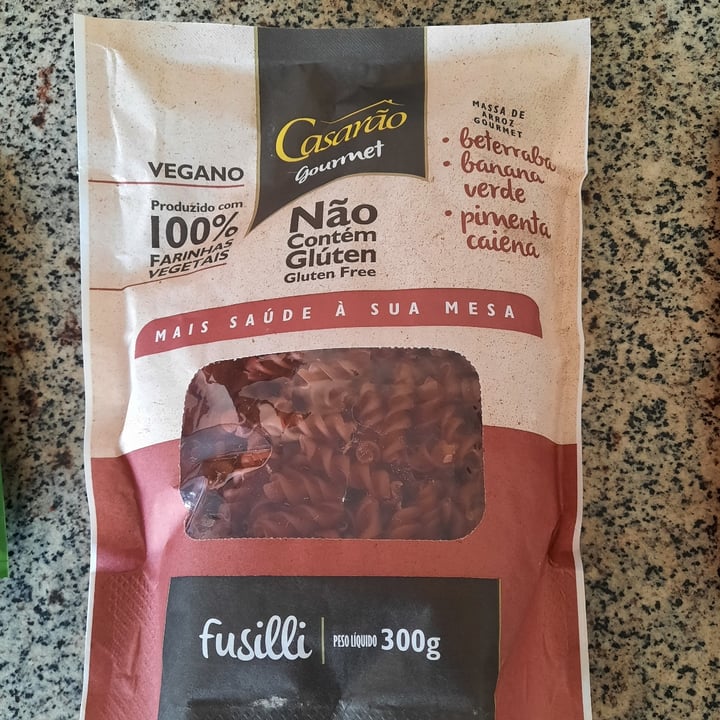 Casarão
Gourmet
VEGANO
Produzido com
100%
FARINHAS
VEGETAIS
Não
Contém
Glúten
Gluten Free
MASSA DE
ARROZ
GOURMET
• beterraba
• banana
verde
• pimenta
caiena
MAIS SAÚDE À SUA MESA
fusilli | PESO LÍQUIDO 300g